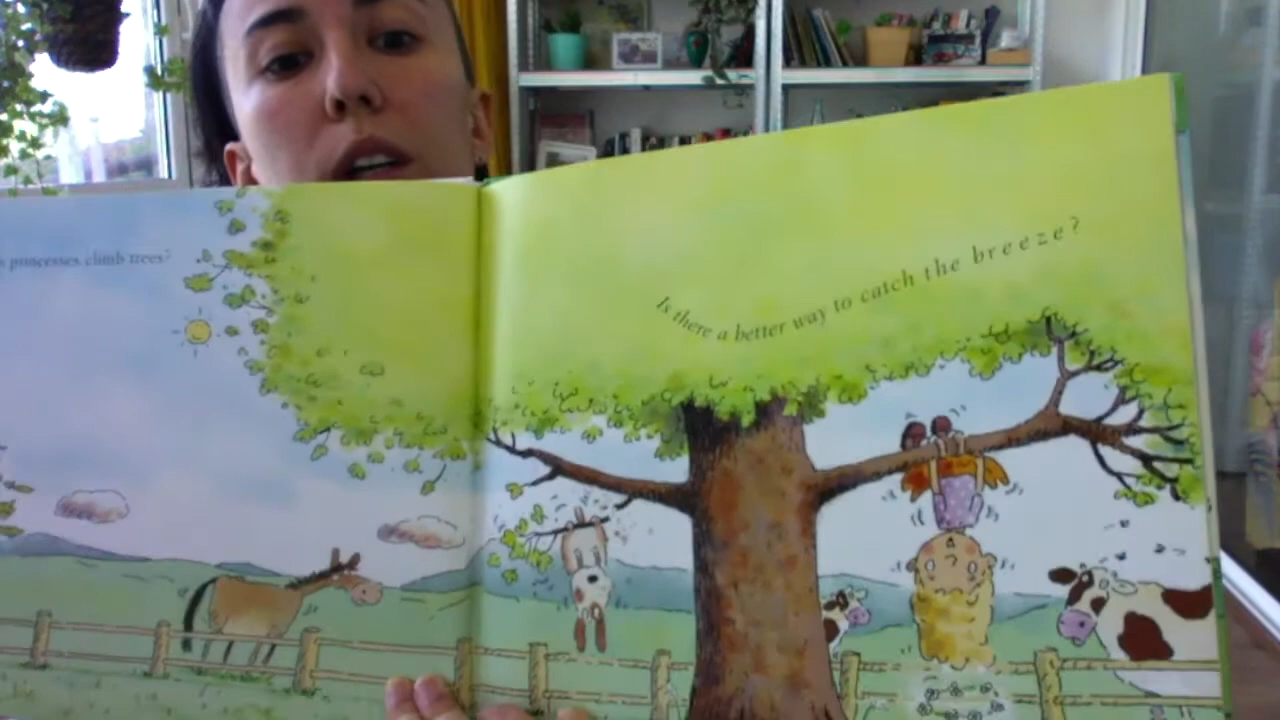 princesses climb trees?
Is there a better way to catch the breeze?